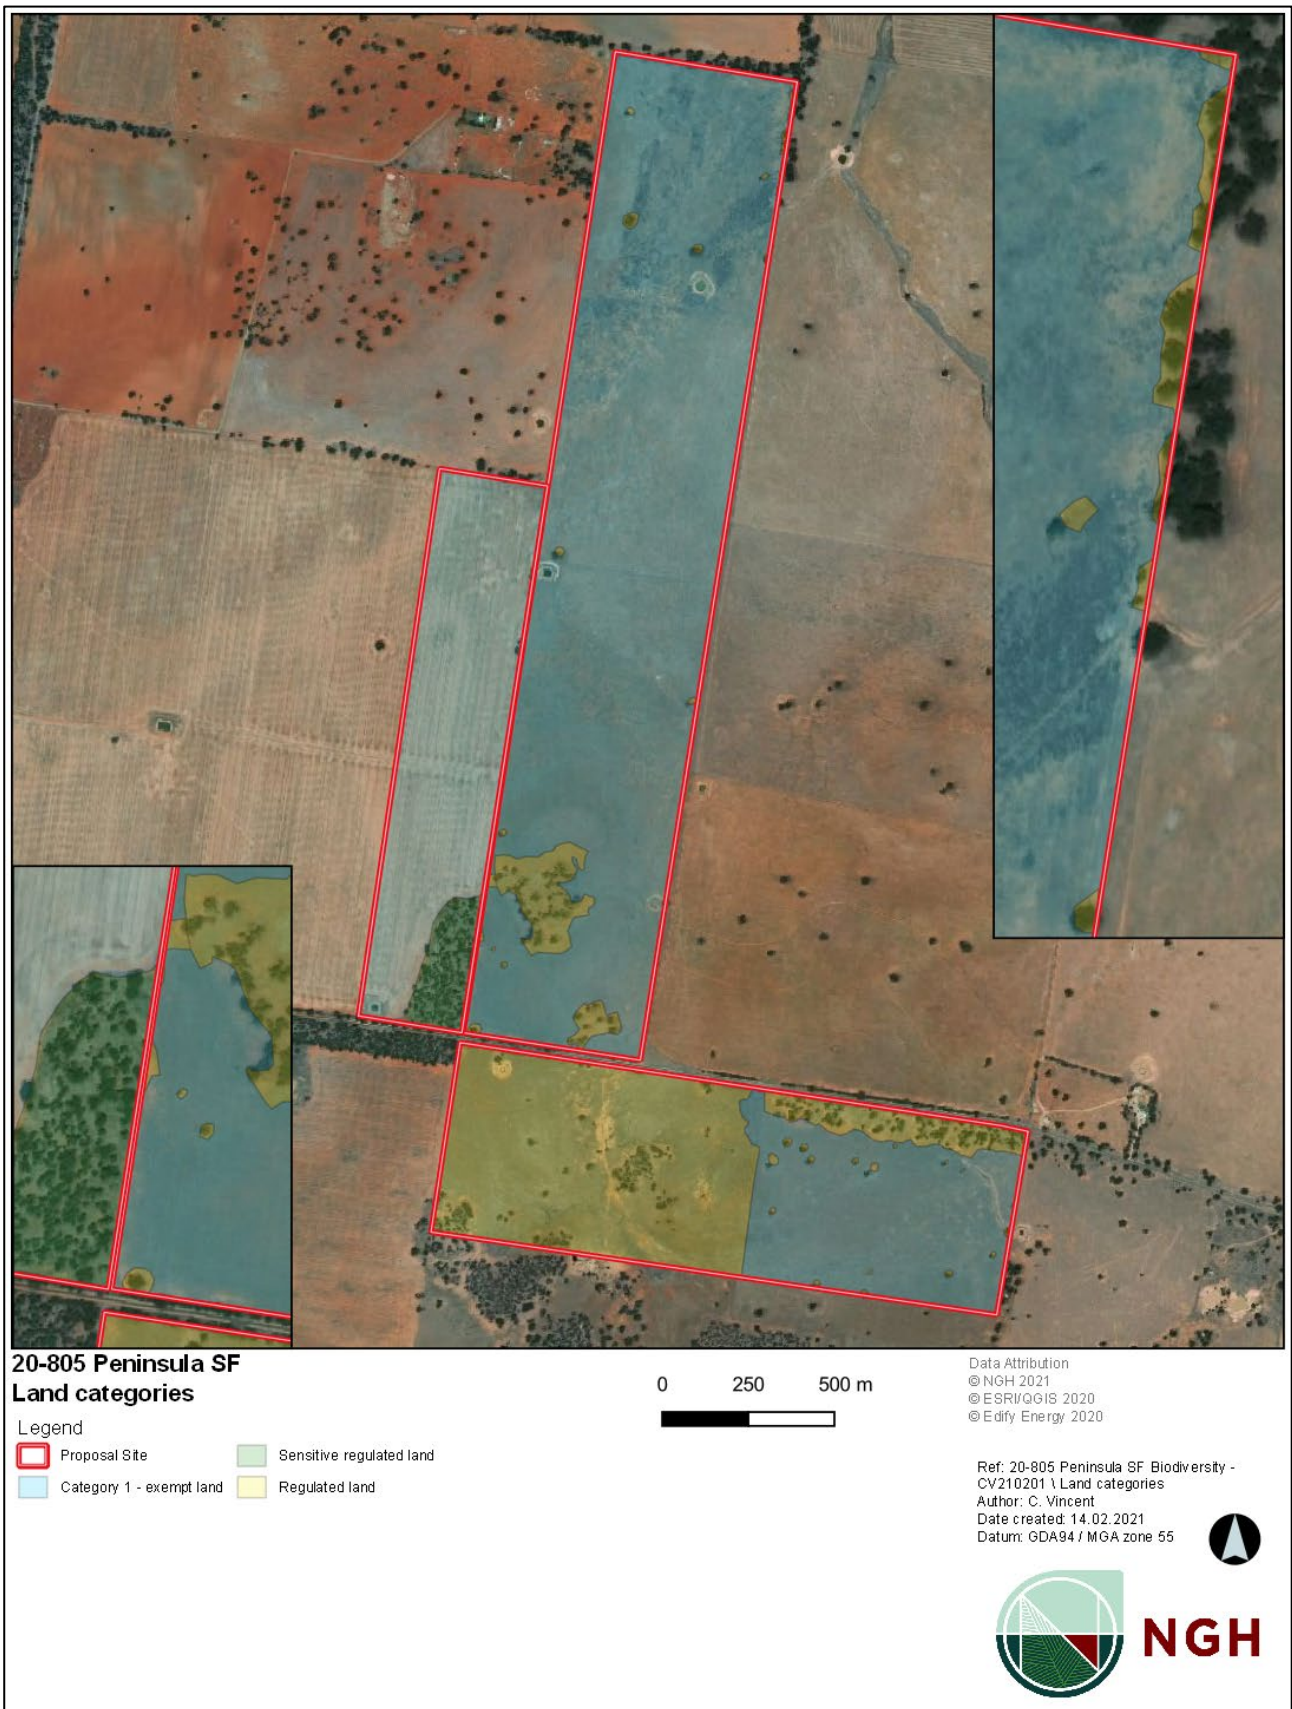 20-805 Peninsula SF
Land categories
Legend
Proposal Site
Sensitive regulated land
Category 1 - exempt land
Regulated land
0 250 500 m
Data Attribution
© NGH 2021
© ESRI/QGIS 2020
© Edify Energy 2020
Ref: 20-805 Peninsula SF Biodiversity -
CV210201 \ Land categories
Author: C. Vincent
Date created: 14.02.2021
Datum: GDA94 / MGA zone 55
NGH